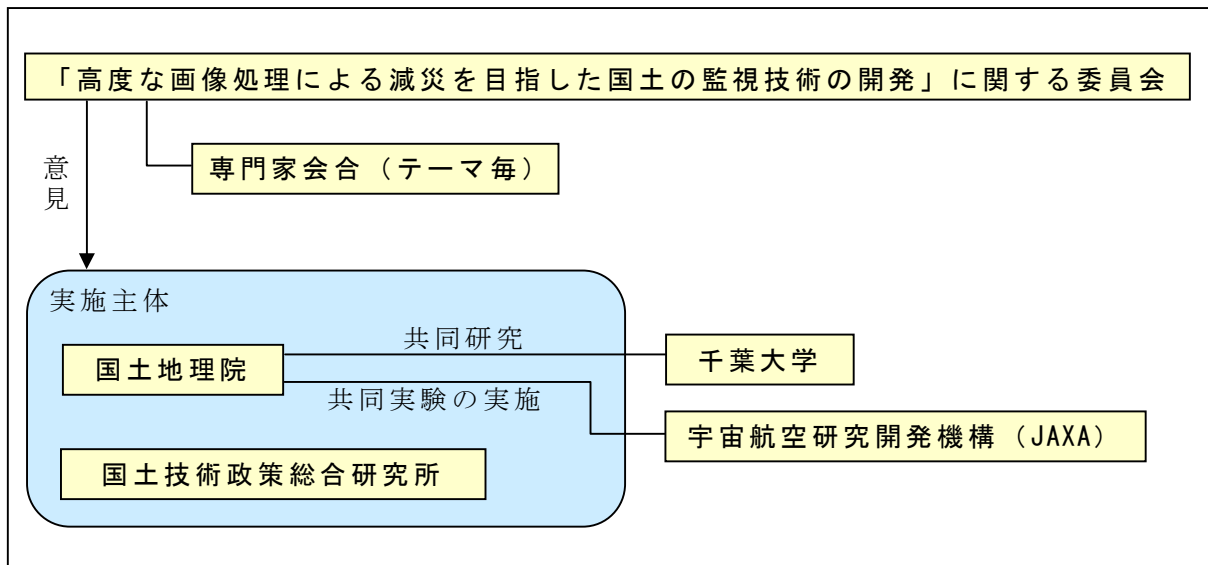 「高度な画像処理による減災を目指した国土の監視技術の開発」に関する委員会
専門家会合（テーマ毎）
意見
実施主体
共同研究
国土地理院
千葉大学
共同実験の実施
宇宙航空研究開発機構（JAXA）
国土技術政策総合研究所